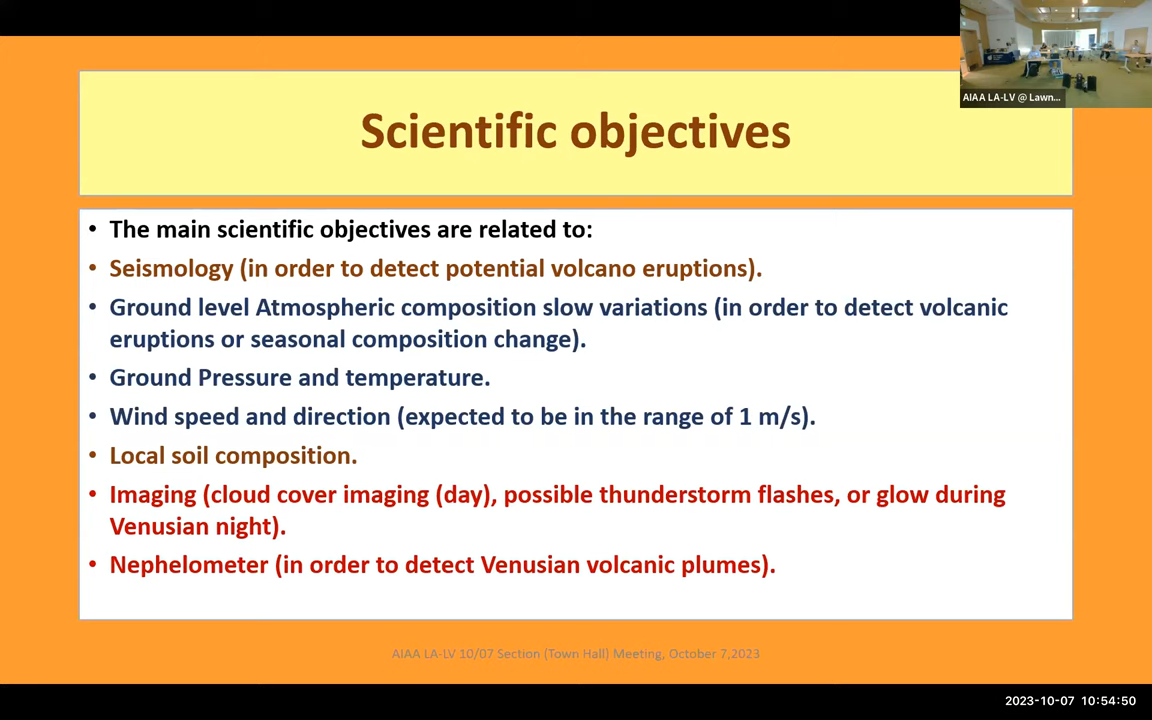 AIAA LA-LV @ Lawn...
Scientific objectives
• The main scientific objectives are related to:
• Seismology (in order to detect potential volcano eruptions).
• Ground level Atmospheric composition slow variations (in order to detect volcanic
eruptions or seasonal composition change).
• Ground Pressure and temperature.
• Wind speed and direction (expected to be in the range of 1 m/s).
• Local soil composition.
• Imaging (cloud cover imaging (day), possible thunderstorm flashes, or glow during
Venusian night).
• Nephelometer (in order to detect Venusian volcanic plumes).
AIAA LA-LV 10/07 Section (Town Hall) Meeting, October 7,2023
2023-10-07 10:54:50